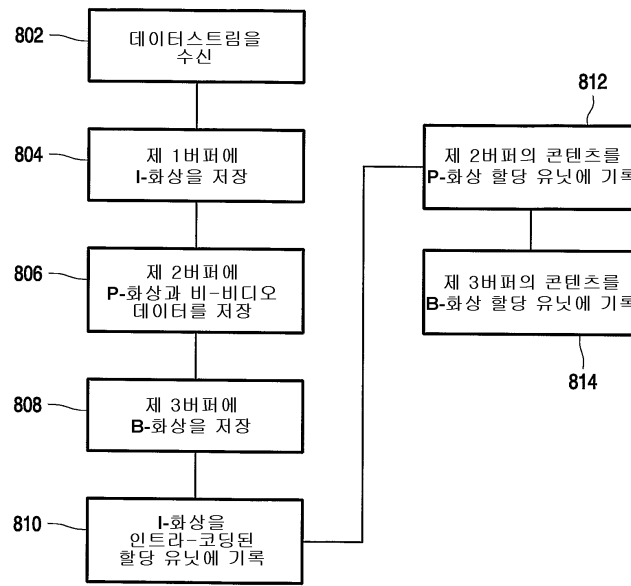 802
데이터스트림을
수신
804
제 1버퍼에
I-화상을 저장
806
제 2버퍼에
P-화상과 비-비디오
데이터를 저장
808
제 3버퍼에
B-화상을 저장
810
I-화상을
인트라-코딩된
할당 유닛에 기록
812
제 2버퍼의 콘텐츠를
P-화상 할당 유닛에 기록
제 3버퍼의 콘텐츠를
B-화상 할당 유닛에 기록
814